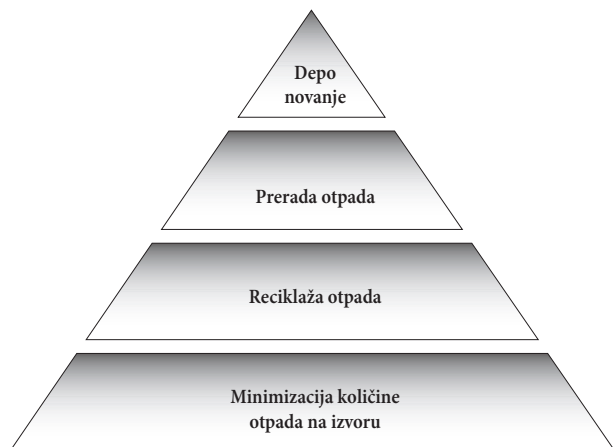 Depo
novanje
Prerada otpada
Reciklaža otpada
Minimizacija količine
otpada na izvoru